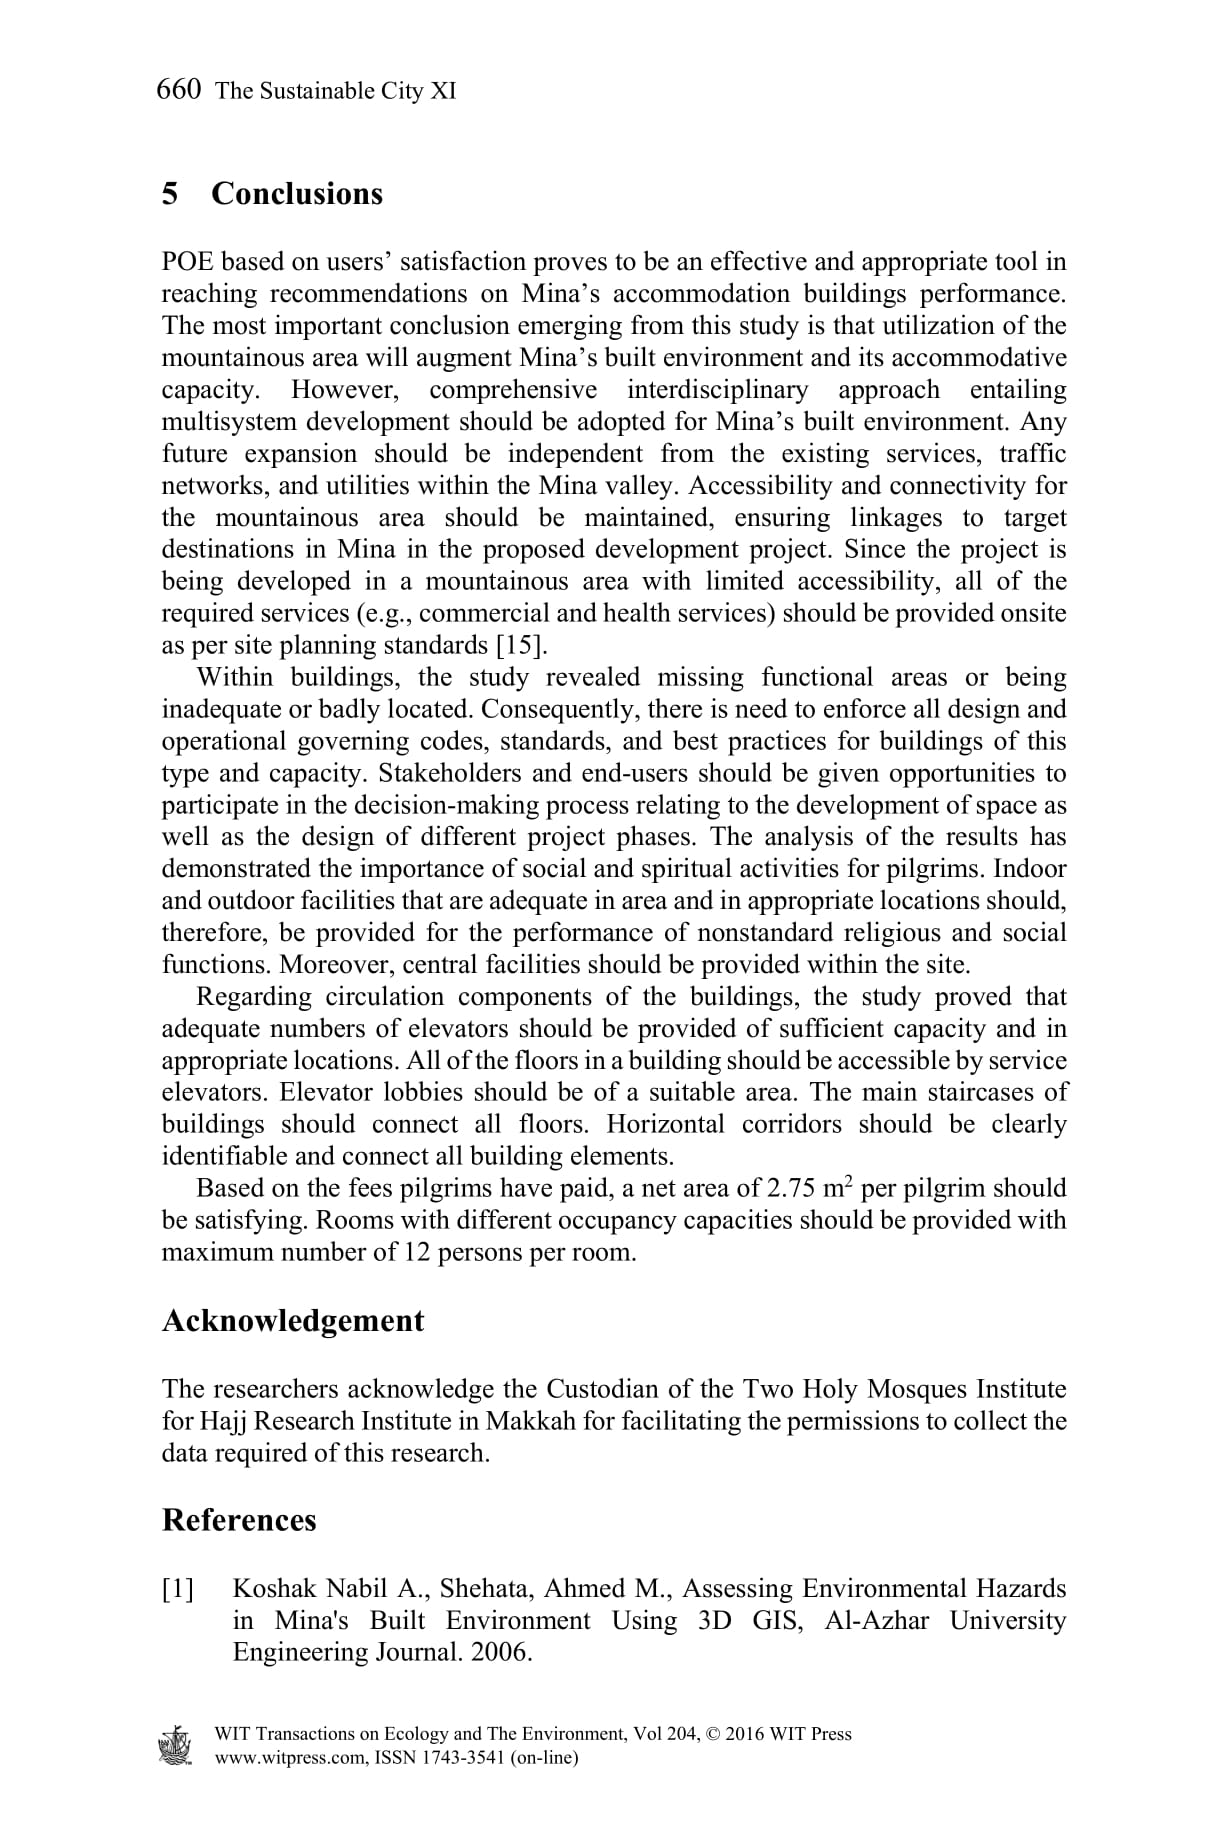 660 The Sustainable City XI
5 Conclusions
POE based on users’ satisfaction proves to be an effective and appropriate tool in
reaching recommendations on Mina’s accommodation buildings performance.
The most important conclusion emerging from this study is that utilization of the
mountainous area will augment Mina’s built environment and its accommodative
capacity. However, comprehensive interdisciplinary approach entailing
multisystem development should be adopted for Mina’s built environment. Any
future expansion should be independent from the existing services, traffic
networks, and utilities within the Mina valley. Accessibility and connectivity for
the mountainous area should be maintained, ensuring linkages to target
destinations in Mina in the proposed development project. Since the project is
being developed in a mountainous area with limited accessibility, all of the
required services (e.g., commercial and health services) should be provided onsite
as per site planning standards [15].
Within buildings, the study revealed missing functional areas or being
inadequate or badly located. Consequently, there is need to enforce all design and
operational governing codes, standards, and best practices for buildings of this
type and capacity. Stakeholders and end-users should be given opportunities to
participate in the decision-making process relating to the development of space as
well as the design of different project phases. The analysis of the results has
demonstrated the importance of social and spiritual activities for pilgrims. Indoor
and outdoor facilities that are adequate in area and in appropriate locations should,
therefore, be provided for the performance of nonstandard religious and social
functions. Moreover, central facilities should be provided within the site.
Regarding circulation components of the buildings, the study proved that
adequate numbers of elevators should be provided of sufficient capacity and in
appropriate locations. All of the floors in a building should be accessible by service
elevators. Elevator lobbies should be of a suitable area. The main staircases of
buildings should connect all floors. Horizontal corridors should be clearly
identifiable and connect all building elements.
Based on the fees pilgrims have paid, a net area of 2.75 m² per pilgrim should
be satisfying. Rooms with different occupancy capacities should be provided with
maximum number of 12 persons per room.
Acknowledgement
The researchers acknowledge the Custodian of the Two Holy Mosques Institute
for Hajj Research Institute in Makkah for facilitating the permissions to collect the
data required of this research.
References
[1] Koshak Nabil A., Shehata, Ahmed M., Assessing Environmental Hazards
in Mina's Built Environment Using 3D GIS, Al-Azhar University
Engineering Journal. 2006.
WIT Transactions on Ecology and The Environment, Vol 204, © 2016 WIT Press
www.witpress.com, ISSN 1743-3541 (on-line)